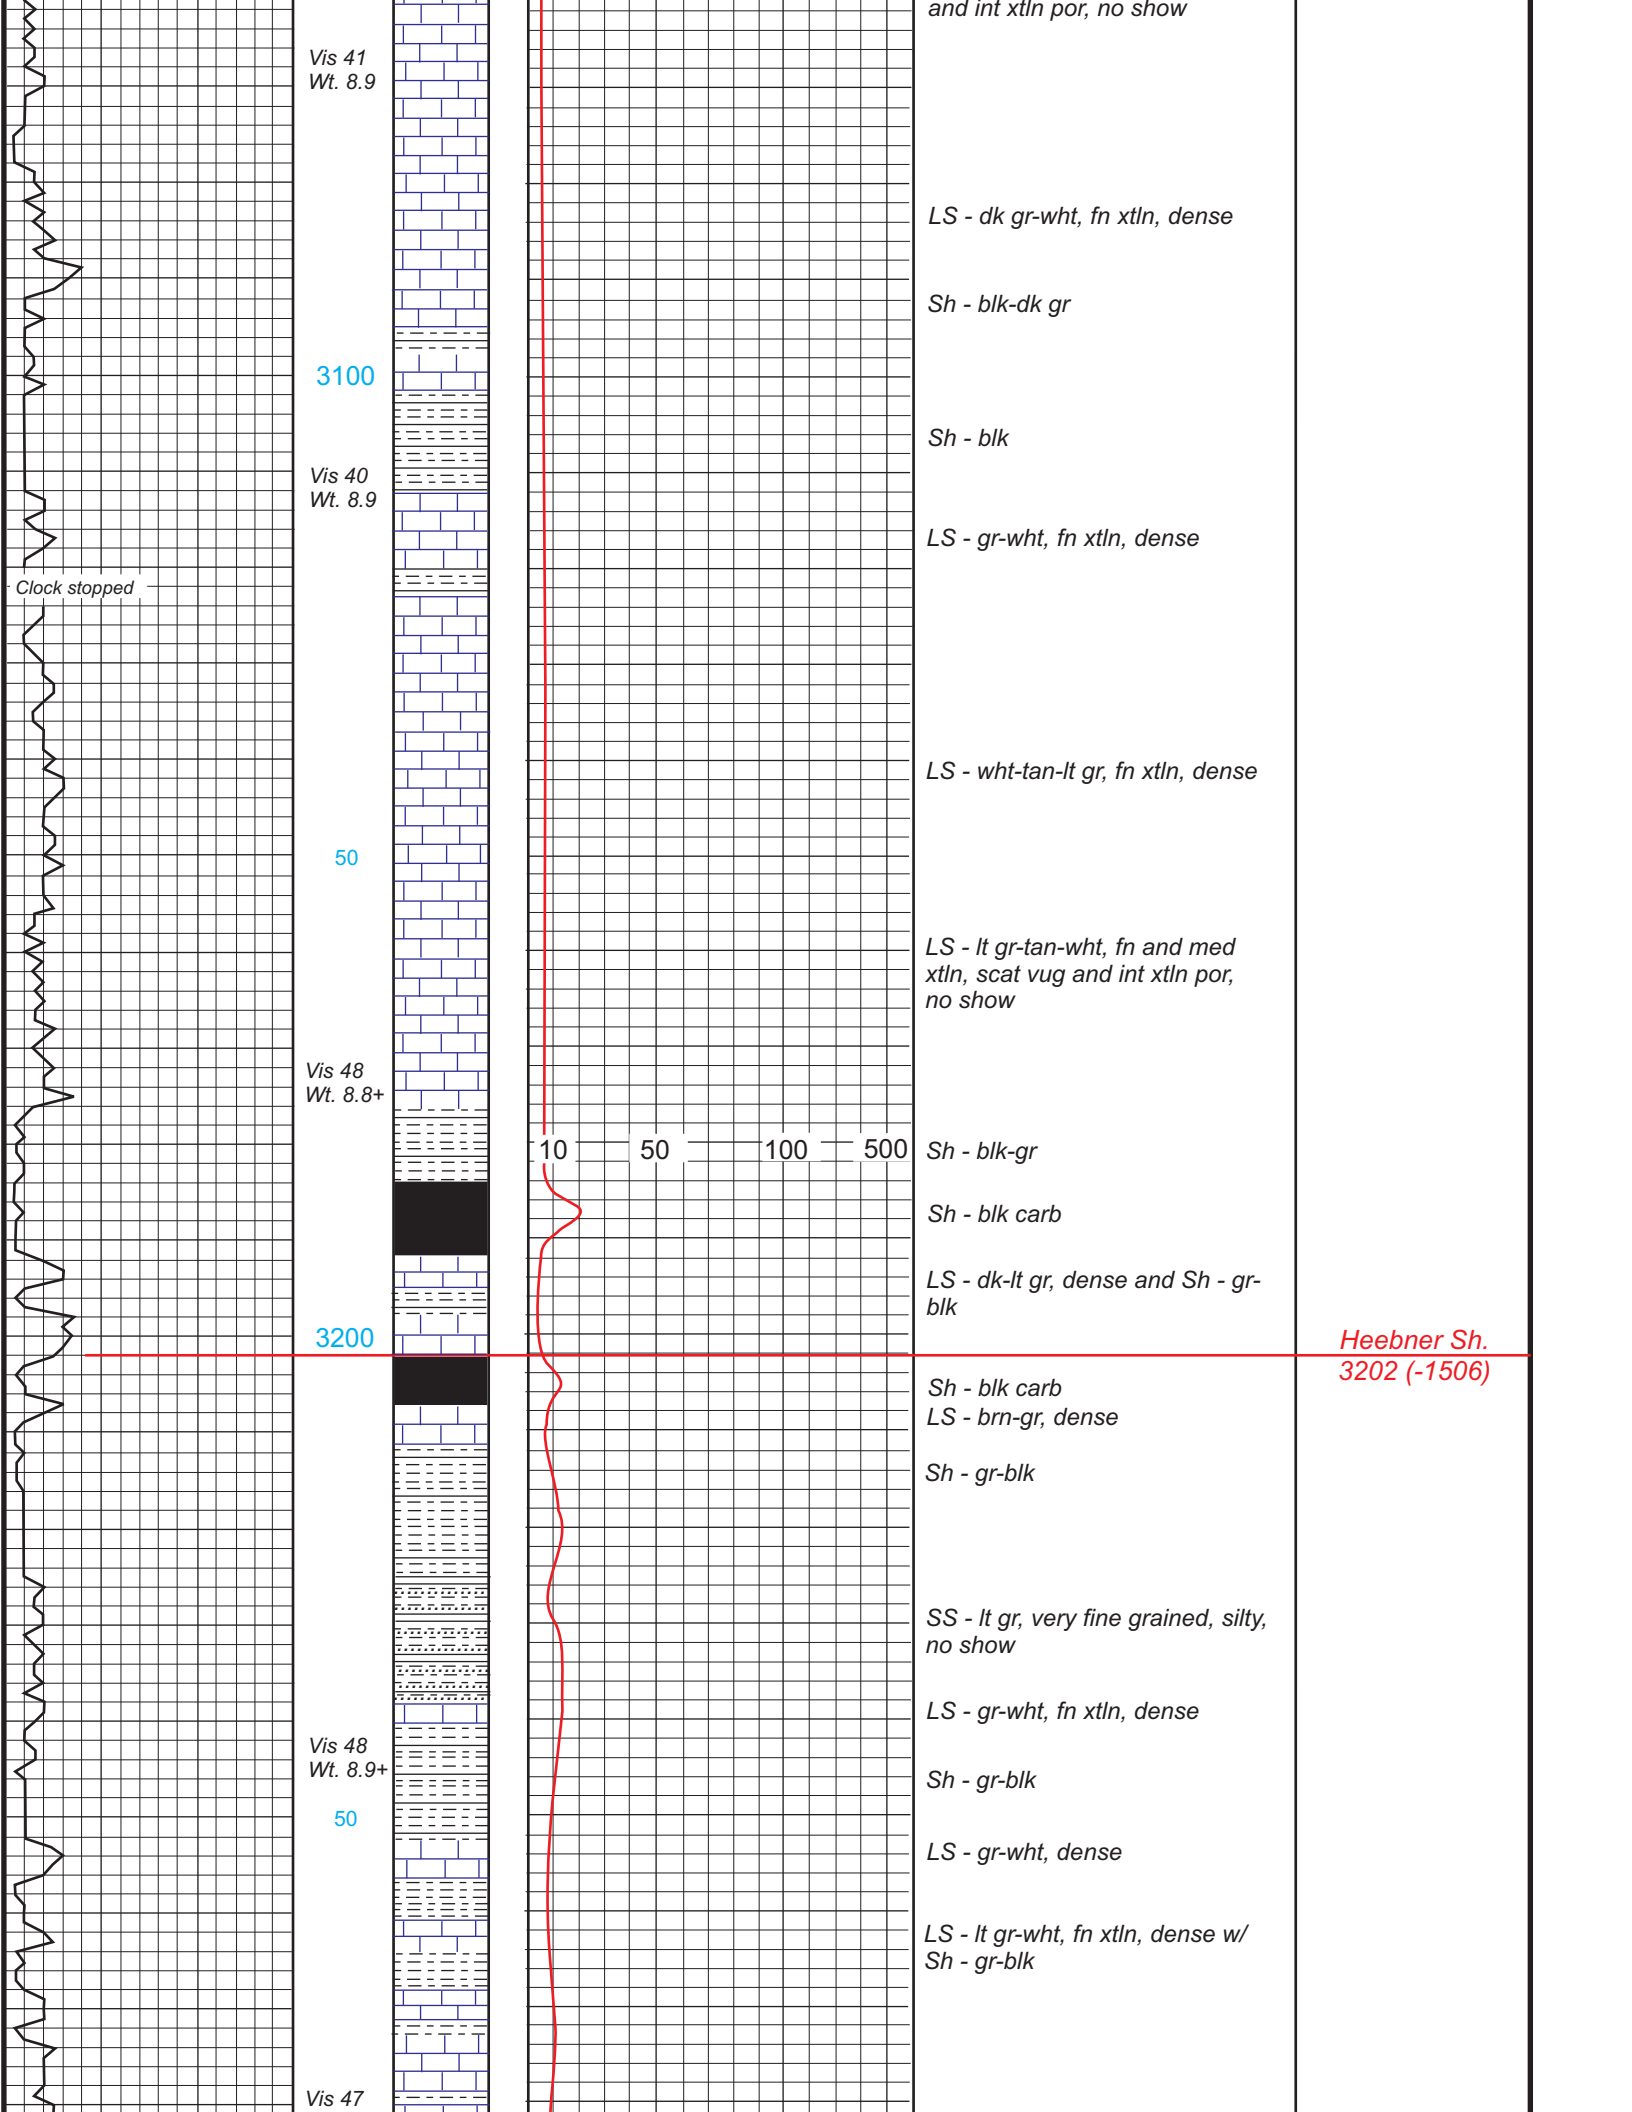 and int xtln por, no show
Vis 41
Wt. 8.9
LS - dk gr-wht, fn xtln, dense
Sh - blk-dk gr
3100
Sh - blk
Vis 40
Wt. 8.9
LS - gr-wht, fn xtln, dense
Clock stopped
LS - wht-tan-lt gr, fn xtln, dense
50
LS - lt gr-tan-wht, fn and med
xtln, scat vug and int xtln por,
no show
Vis 48
Wt. 8.8+
10 50 100 500
Sh - blk-gr
Sh - blk carb
LS - dk-lt gr, dense and Sh - gr-
blk
3200
Heebner Sh.
3202 (-1506)
Sh - blk carb
LS - brn-gr, dense
Sh - gr-blk
SS - lt gr, very fine grained, silty,
no show
LS - gr-wht, fn xtln, dense
Vis 48
Wt. 8.9+
Sh - gr-blk
50
LS - gr-wht, dense
LS - lt gr-wht, fn xtln, dense w/
Sh - gr-blk
Vis 47